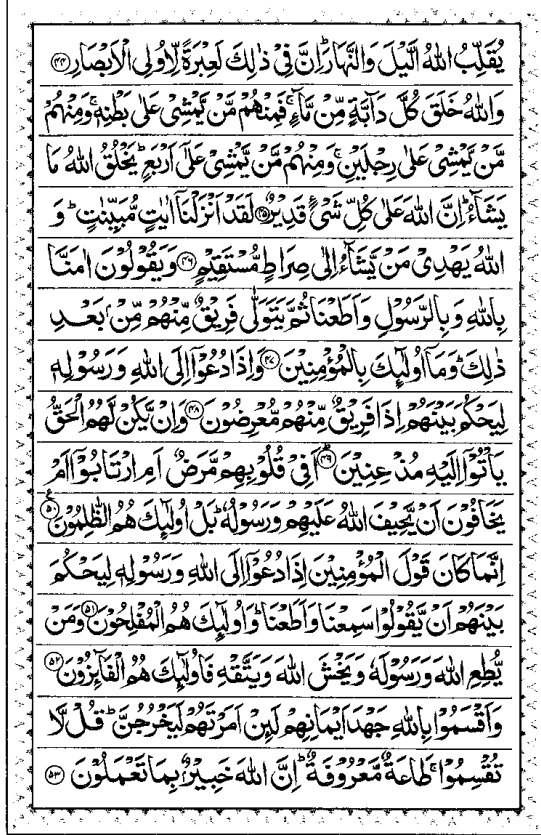 يُقَلِّبُ اللّٰهُ الَّيۡلَ وَالنَّهَارَ ؕ اِنَّ فِىۡ ذٰلِكَ لَعِبۡرَةً لِّاُولِى الۡاَبۡصَارِ ﴿۴۴﴾
وَاللّٰهُ خَلَقَ كُلَّ دَآبَّةٍ مِّنۡ مَّآءٍ ۚ فَمِنۡهُمۡ مَّنۡ يَّمۡشِىۡ عَلٰى بَطۡنِهٖ ۚ وَمِنۡهُمۡ
مَّنۡ يَّمۡشِىۡ عَلٰى رِجۡلَيۡنِ ۚ وَمِنۡهُمۡ مَّنۡ يَّمۡشِىۡ عَلٰٓى اَرۡبَعٍ ؕ يَخۡلُقُ اللّٰهُ مَا
يَشَآءُ ؕ اِنَّ اللّٰهَ عَلٰى كُلِّ شَىۡءٍ قَدِيۡرٌ ﴿۴۵﴾ لَقَدۡ اَنۡزَلۡنَاۤ اٰيٰتٍ مُّبَيِّنٰتٍ ؕ وَ
اللّٰهُ يَهۡدِىۡ مَنۡ يَّشَآءُ اِلٰى صِرَاطٍ مُّسۡتَقِيۡمٍ ﴿۴۶﴾ وَيَقُوۡلُوۡنَ اٰمَنَّا
بِاللّٰهِ وَبِالرَّسُوۡلِ وَاَطَعۡنَا ثُمَّ يَتَوَلّٰى فَرِيۡقٌ مِّنۡهُمۡ مِّنۡۢ بَعۡدِ
ذٰلِكَ ؕ وَمَاۤ اُولٰٓٮِٕكَ بِالۡمُؤۡمِنِيۡنَ ﴿۴۷﴾ وَاِذَا دُعُوۡۤا اِلَى اللّٰهِ وَرَسُوۡلِهٖ
لِيَحۡكُمَ بَيۡنَهُمۡ اِذَا فَرِيۡقٌ مِّنۡهُمۡ مُّعۡرِضُوۡنَ ﴿۴۸﴾ وَاِنۡ يَّكُنۡ لَّهُمُ الۡحَقُّ
يَاۡتُوۡۤا اِلَيۡهِ مُذۡعِنِيۡنَ ؕ ﴿۴۹﴾ اَفِىۡ قُلُوۡبِهِمۡ مَّرَضٌ اَمِ ارۡتَابُوۡۤا اَمۡ
يَخَافُوۡنَ اَنۡ يَّحِيۡفَ اللّٰهُ عَلَيۡهِمۡ وَرَسُوۡلُهٗ ؕ بَلۡ اُولٰٓٮِٕكَ هُمُ الظّٰلِمُوۡنَ ﴿۵۰﴾ ع
اِنَّمَا كَانَ قَوۡلَ الۡمُؤۡمِنِيۡنَ اِذَا دُعُوۡۤا اِلَى اللّٰهِ وَرَسُوۡلِهٖ لِيَحۡكُمَ
بَيۡنَهُمۡ اَنۡ يَّقُوۡلُوۡا سَمِعۡنَا وَاَطَعۡنَا ؕ وَاُولٰٓٮِٕكَ هُمُ الۡمُفۡلِحُوۡنَ ﴿۵۱﴾ وَمَنۡ
يُّطِعِ اللّٰهَ وَرَسُوۡلَهٗ وَيَخۡشَ اللّٰهَ وَيَتَّقۡهِ فَاُولٰٓٮِٕكَ هُمُ الۡفَآٮِٕزُوۡنَ ﴿۵۲﴾
وَاَقۡسَمُوۡا بِاللّٰهِ جَهۡدَ اَيۡمَانِهِمۡ لَٮِٕنۡ اَمَرۡتَهُمۡ لَيَخۡرُجُنَّ ؕ قُلْ لَّا
تُقۡسِمُوۡا ۚ طَاعَةٌ مَّعۡرُوۡفَةٌ ؕ اِنَّ اللّٰهَ خَبِيۡرٌۢ بِمَا تَعۡمَلُوۡنَ ﴿۵۳﴾